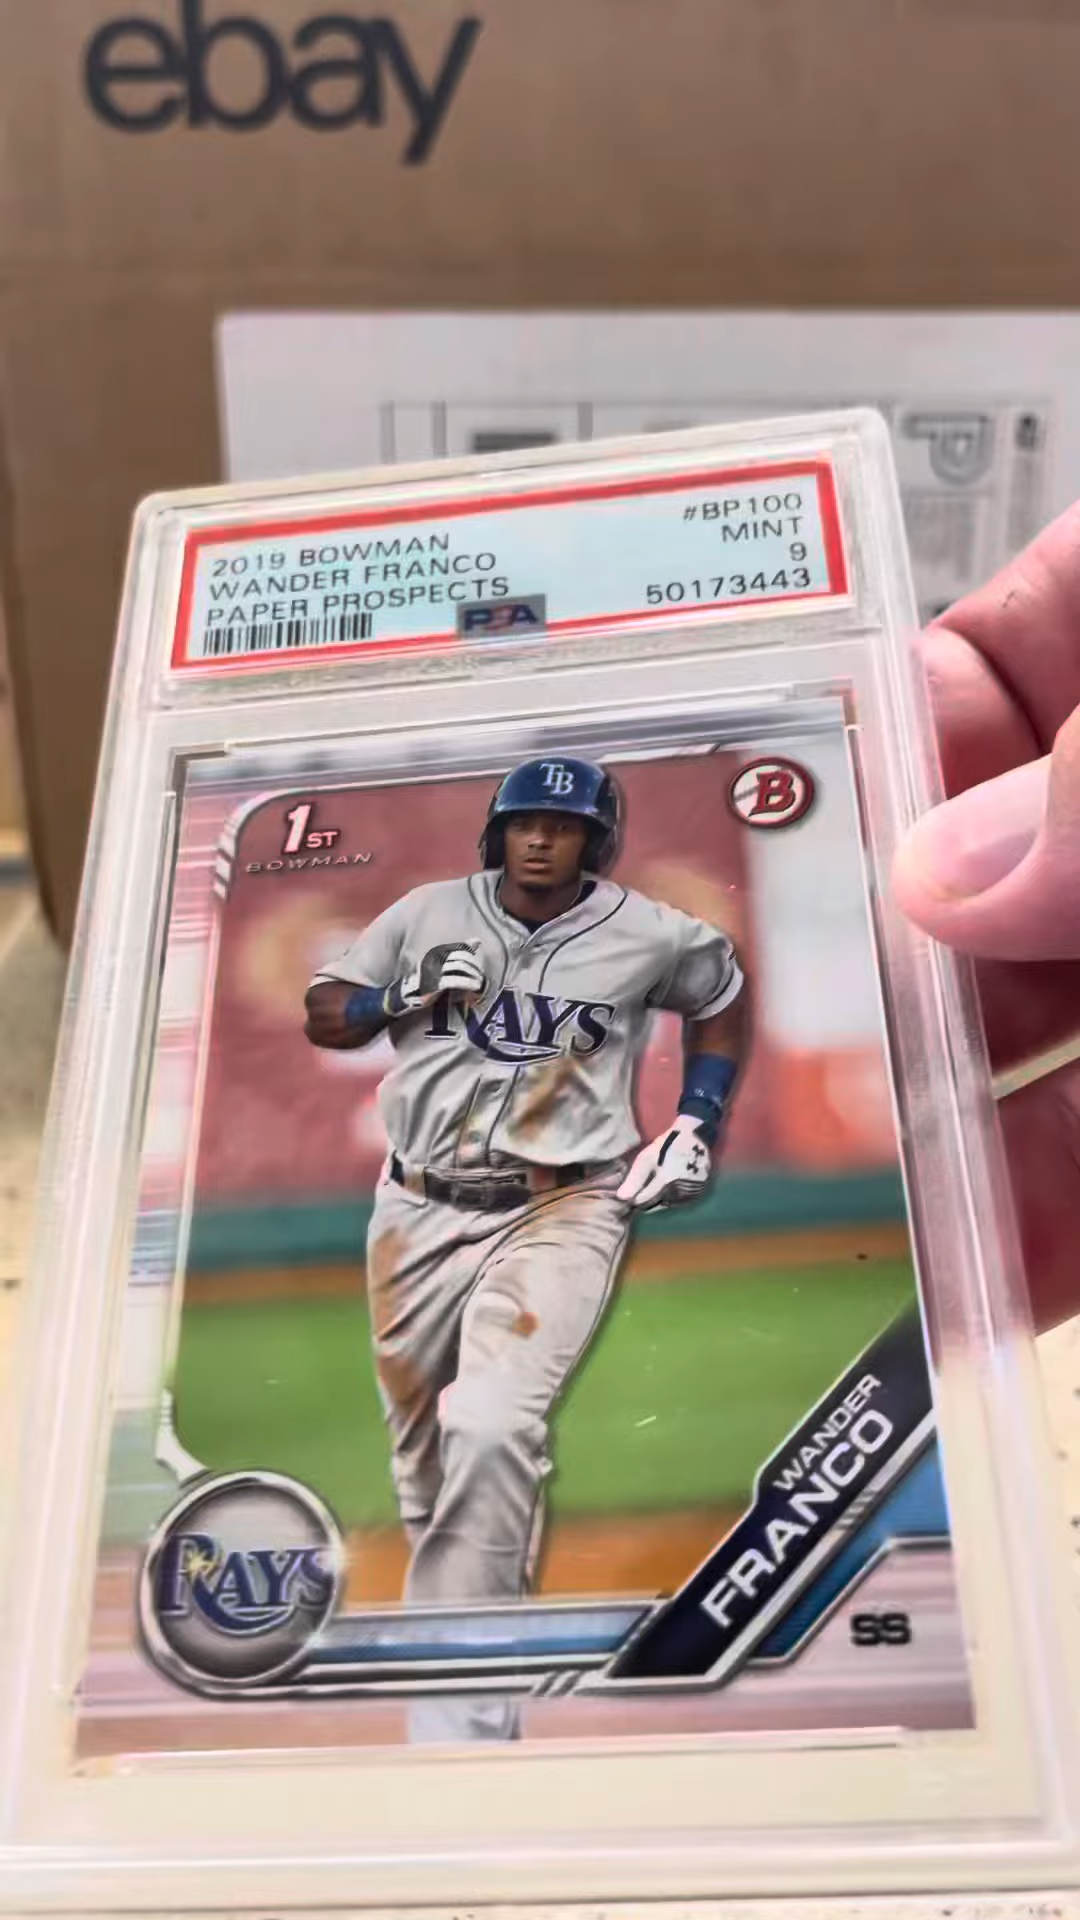 ebay
2019 BOWMAN
WANDER FRANCO
PAPER PROSPECTS
#BP100
MINT
9
50173443
PSA
1ST
BOWMAN
B
TB
RAYS
WANDER
FRANCO
RAYS
SS